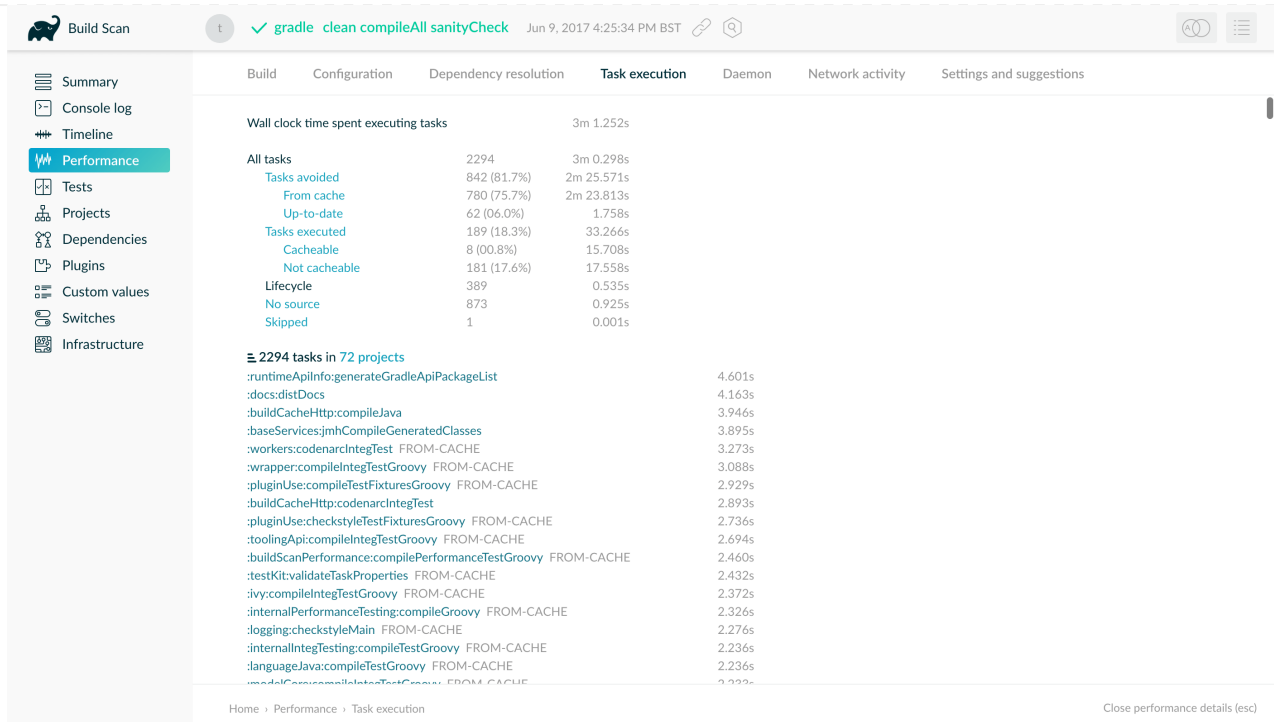 Build Scan
t
gradle clean compileAll sanityCheck Jun 9, 2017 4:25:34 PM BST
Summary
Console log
Timeline
Performance
Tests
Projects
Dependencies
Plugins
Custom values
Switches
Infrastructure
Build Configuration Dependency resolution Task execution Daemon Network activity Settings and suggestions
Wall clock time spent executing tasks 3m 1.252s
All tasks 2294 3m 0.298s
Tasks avoided 842 (81.7%) 2m 25.571s
From cache 780 (75.7%) 2m 23.813s
Up-to-date 62 (06.0%) 1.758s
Tasks executed 189 (18.3%) 33.266s
Cacheable 8 (00.8%) 15.708s
Not cacheable 181 (17.6%) 17.558s
Lifecycle 389 0.535s
No source 873 0.925s
Skipped 1 0.001s
2294 tasks in 72 projects
:runtimeApiInfo:generateGradleApiPackageList 4.601s
:docs:distDocs 4.163s
:buildCacheHttp:compileJava 3.946s
:baseServices:jmhCompileGeneratedClasses 3.895s
:workers:codenarcIntegTest FROM-CACHE 3.273s
:wrapper:compileIntegTestGroovy FROM-CACHE 3.088s
:pluginUse:compileTestFixturesGroovy FROM-CACHE 2.929s
:buildCacheHttp:codenarcIntegTest 2.893s
:pluginUse:checkstyleTestFixturesGroovy FROM-CACHE 2.736s
:toolingApi:compileIntegTestGroovy FROM-CACHE 2.694s
:buildScanPerformance:compilePerformanceTestGroovy FROM-CACHE 2.460s
:testKit:validateTaskProperties FROM-CACHE 2.432s
:ivy:compileIntegTestGroovy FROM-CACHE 2.372s
:internalPerformanceTesting:compileGroovy FROM-CACHE 2.326s
:logging:checkstyleMain FROM-CACHE 2.276s
:internalIntegTesting:compileTestGroovy FROM-CACHE 2.236s
:languageJava:compileTestGroovy FROM-CACHE 2.236s
:modelCore:compileIntegTestGroovy FROM-CACHE 2.233s
Home › Performance › Task execution
Close performance details (esc)